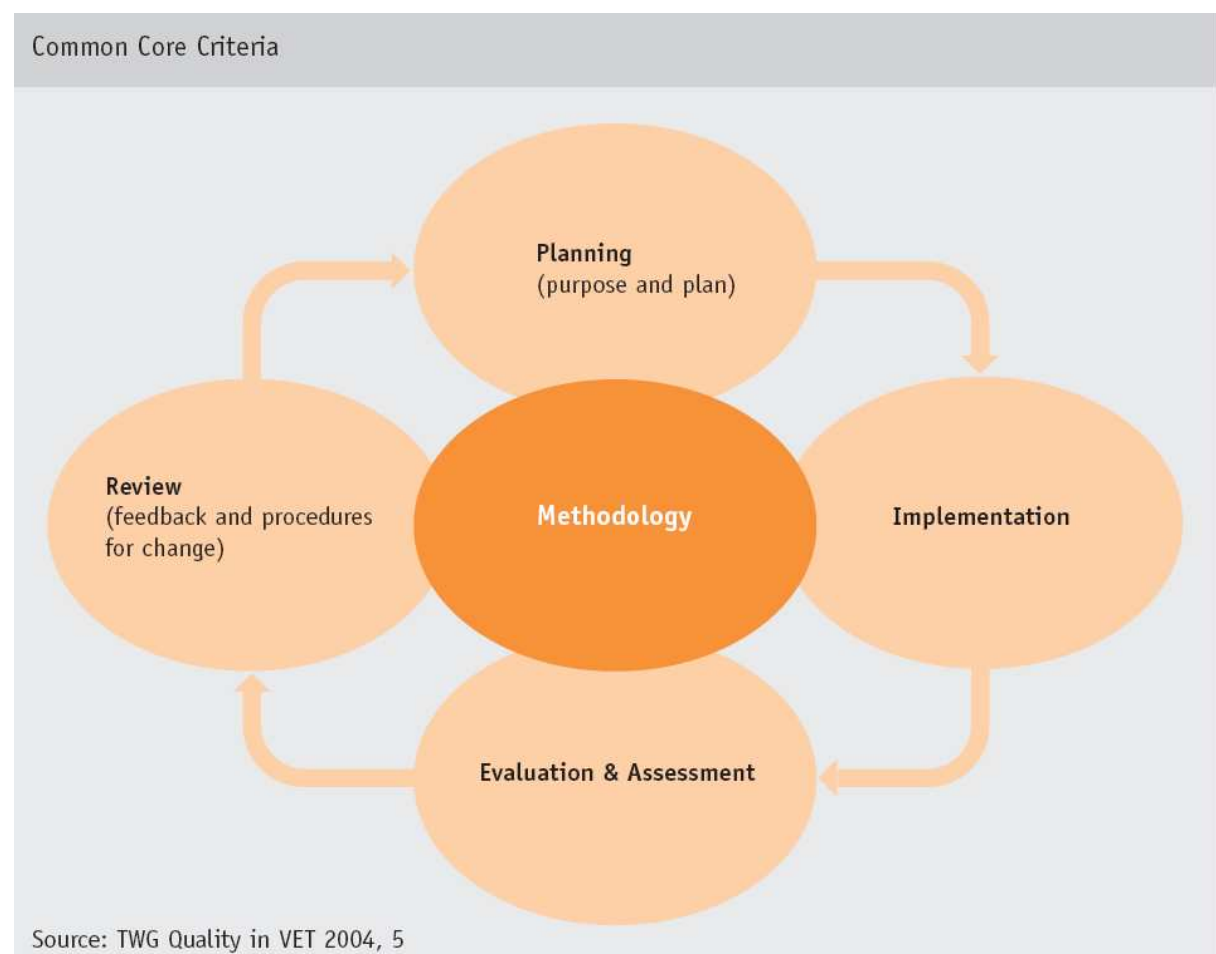 Common Core Criteria
Planning
(purpose and plan)
Review
(feedback and procedures
for change)
Methodology
Implementation
Evaluation & Assessment
Source: TWG Quality in VET 2004, 5